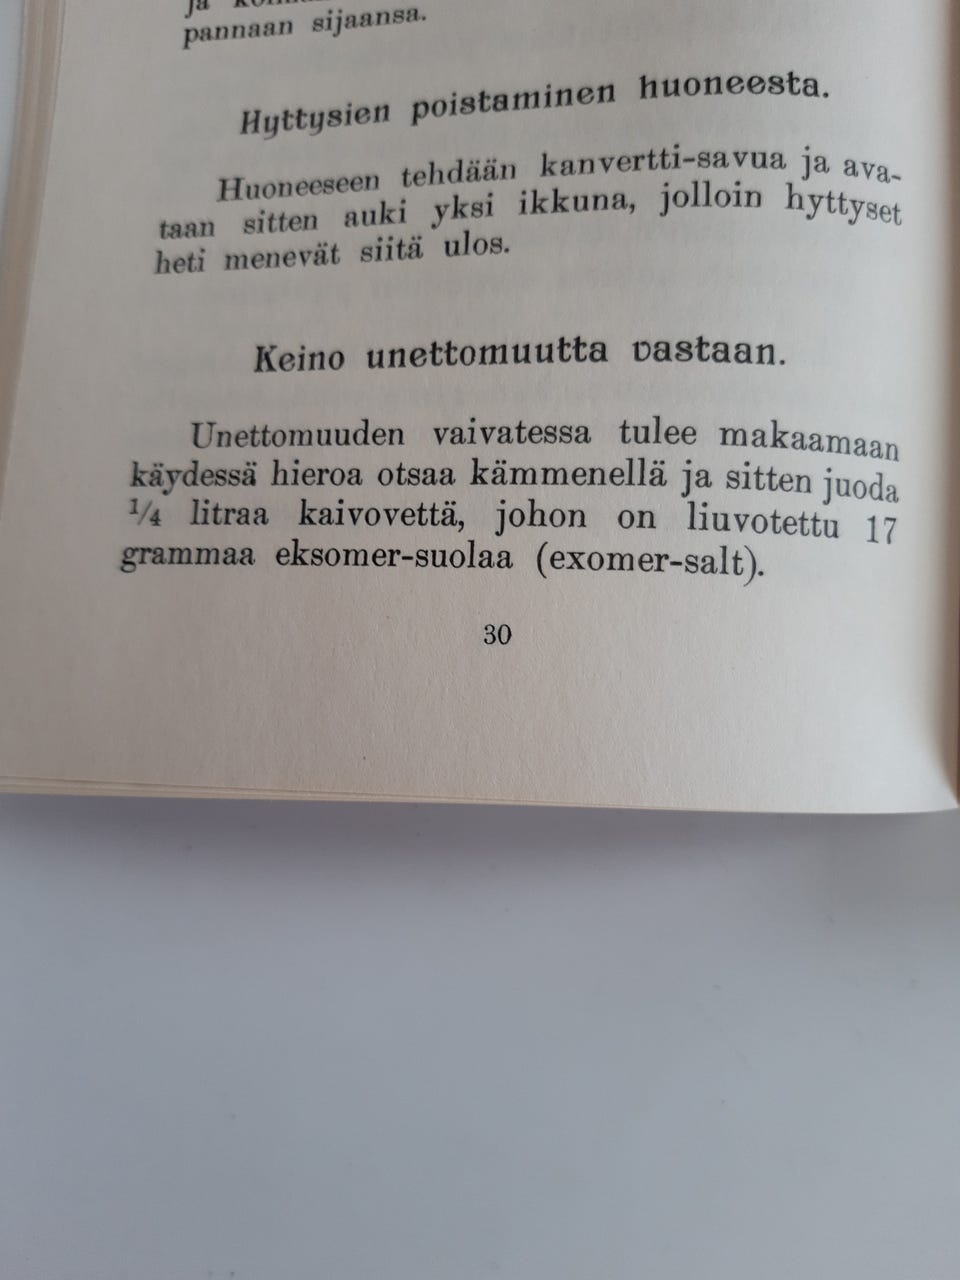 ja
pannaan sijaansa.
Hyttysien poistaminen huoneesta.
Huoneeseen tehdään kanvertti-savua ja ava-
taan sitten auki yksi ikkuna, jolloin hyttyset
heti menevät siitä ulos.
Keino unettomuutta vastaan.
Unettomuuden vaivatessa tulee makaamaan
käydessä hieroa otsaa kämmenellä ja sitten juoda
1/4 litraa kaivovettä, johon on liuvotettu 17
grammaa eksomer-suolaa (exomer-salt).
30